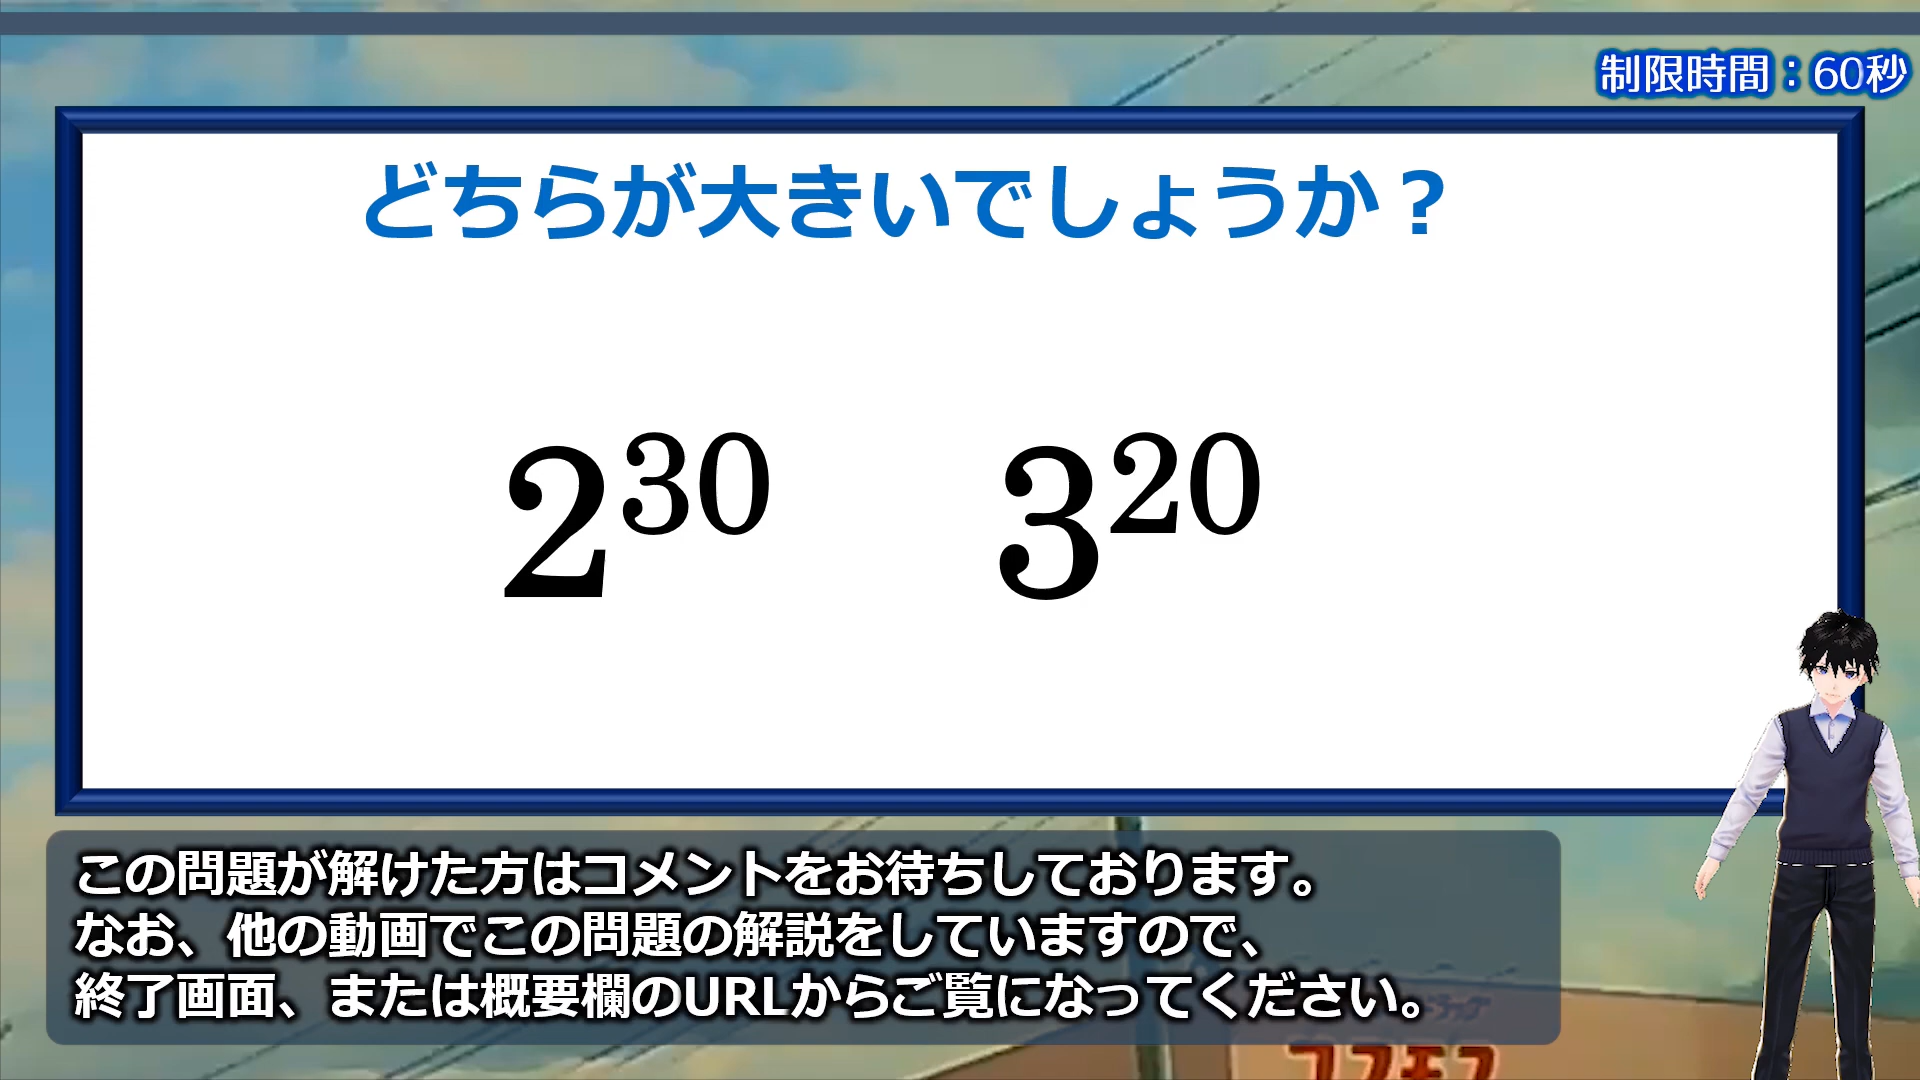 制限時間：60秒
どちらが大きいでしょうか？
2³⁰ 3²⁰
この問題が解けた方はコメントをお待ちしております。
なお、他の動画でこの問題の解説をしていますので、
終了画面、または概要欄のURLからご覧になってください。